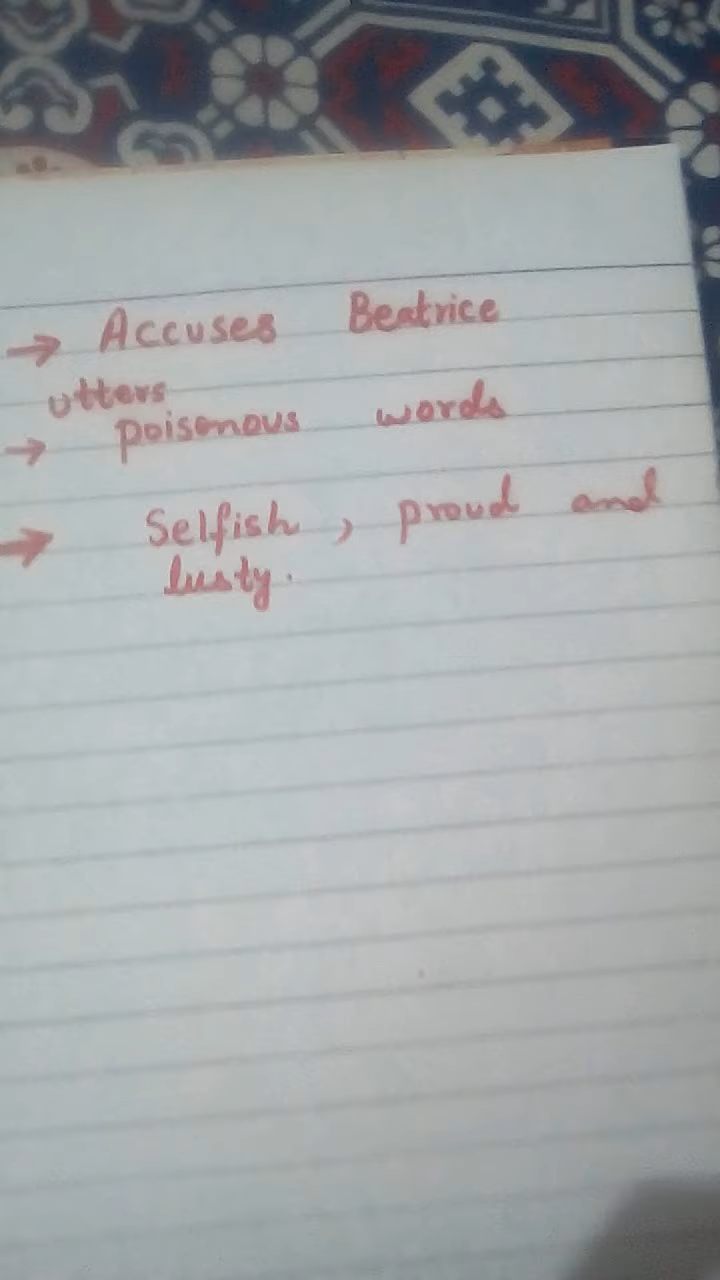 → Accuses Beatrice
utters
→ poisonous words
→ Selfish, proud and
lusty.